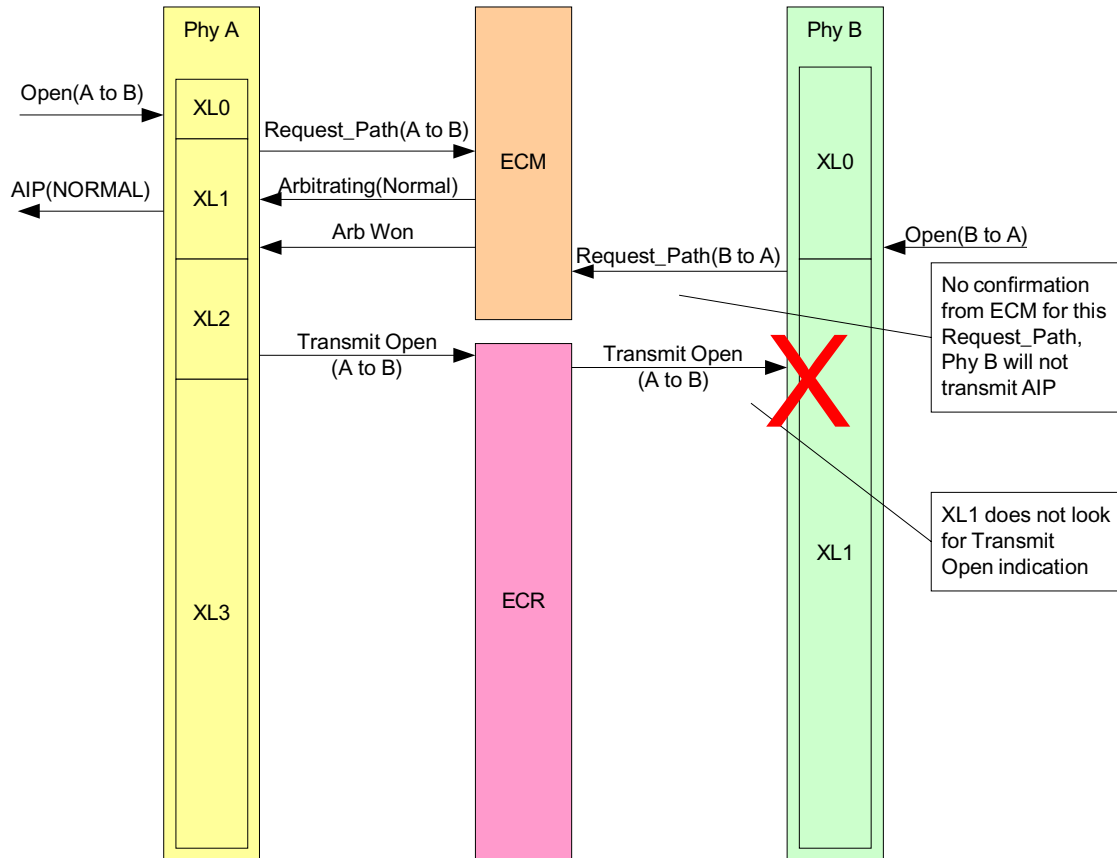 Phy A
Phy B
Open(A to B)
XL0
Request_Path(A to B)
ECM
XL0
AIP(NORMAL)
XL1
Arbitrating(Normal)
Arb Won
Open(B to A)
Request_Path(B to A)
No confirmation
from ECM for this
Request_Path,
Phy B will not
transmit AIP
XL2
Transmit Open
(A to B)
Transmit Open
(A to B)
X
XL1 does not look
for Transmit
Open indication
XL1
ECR
XL3